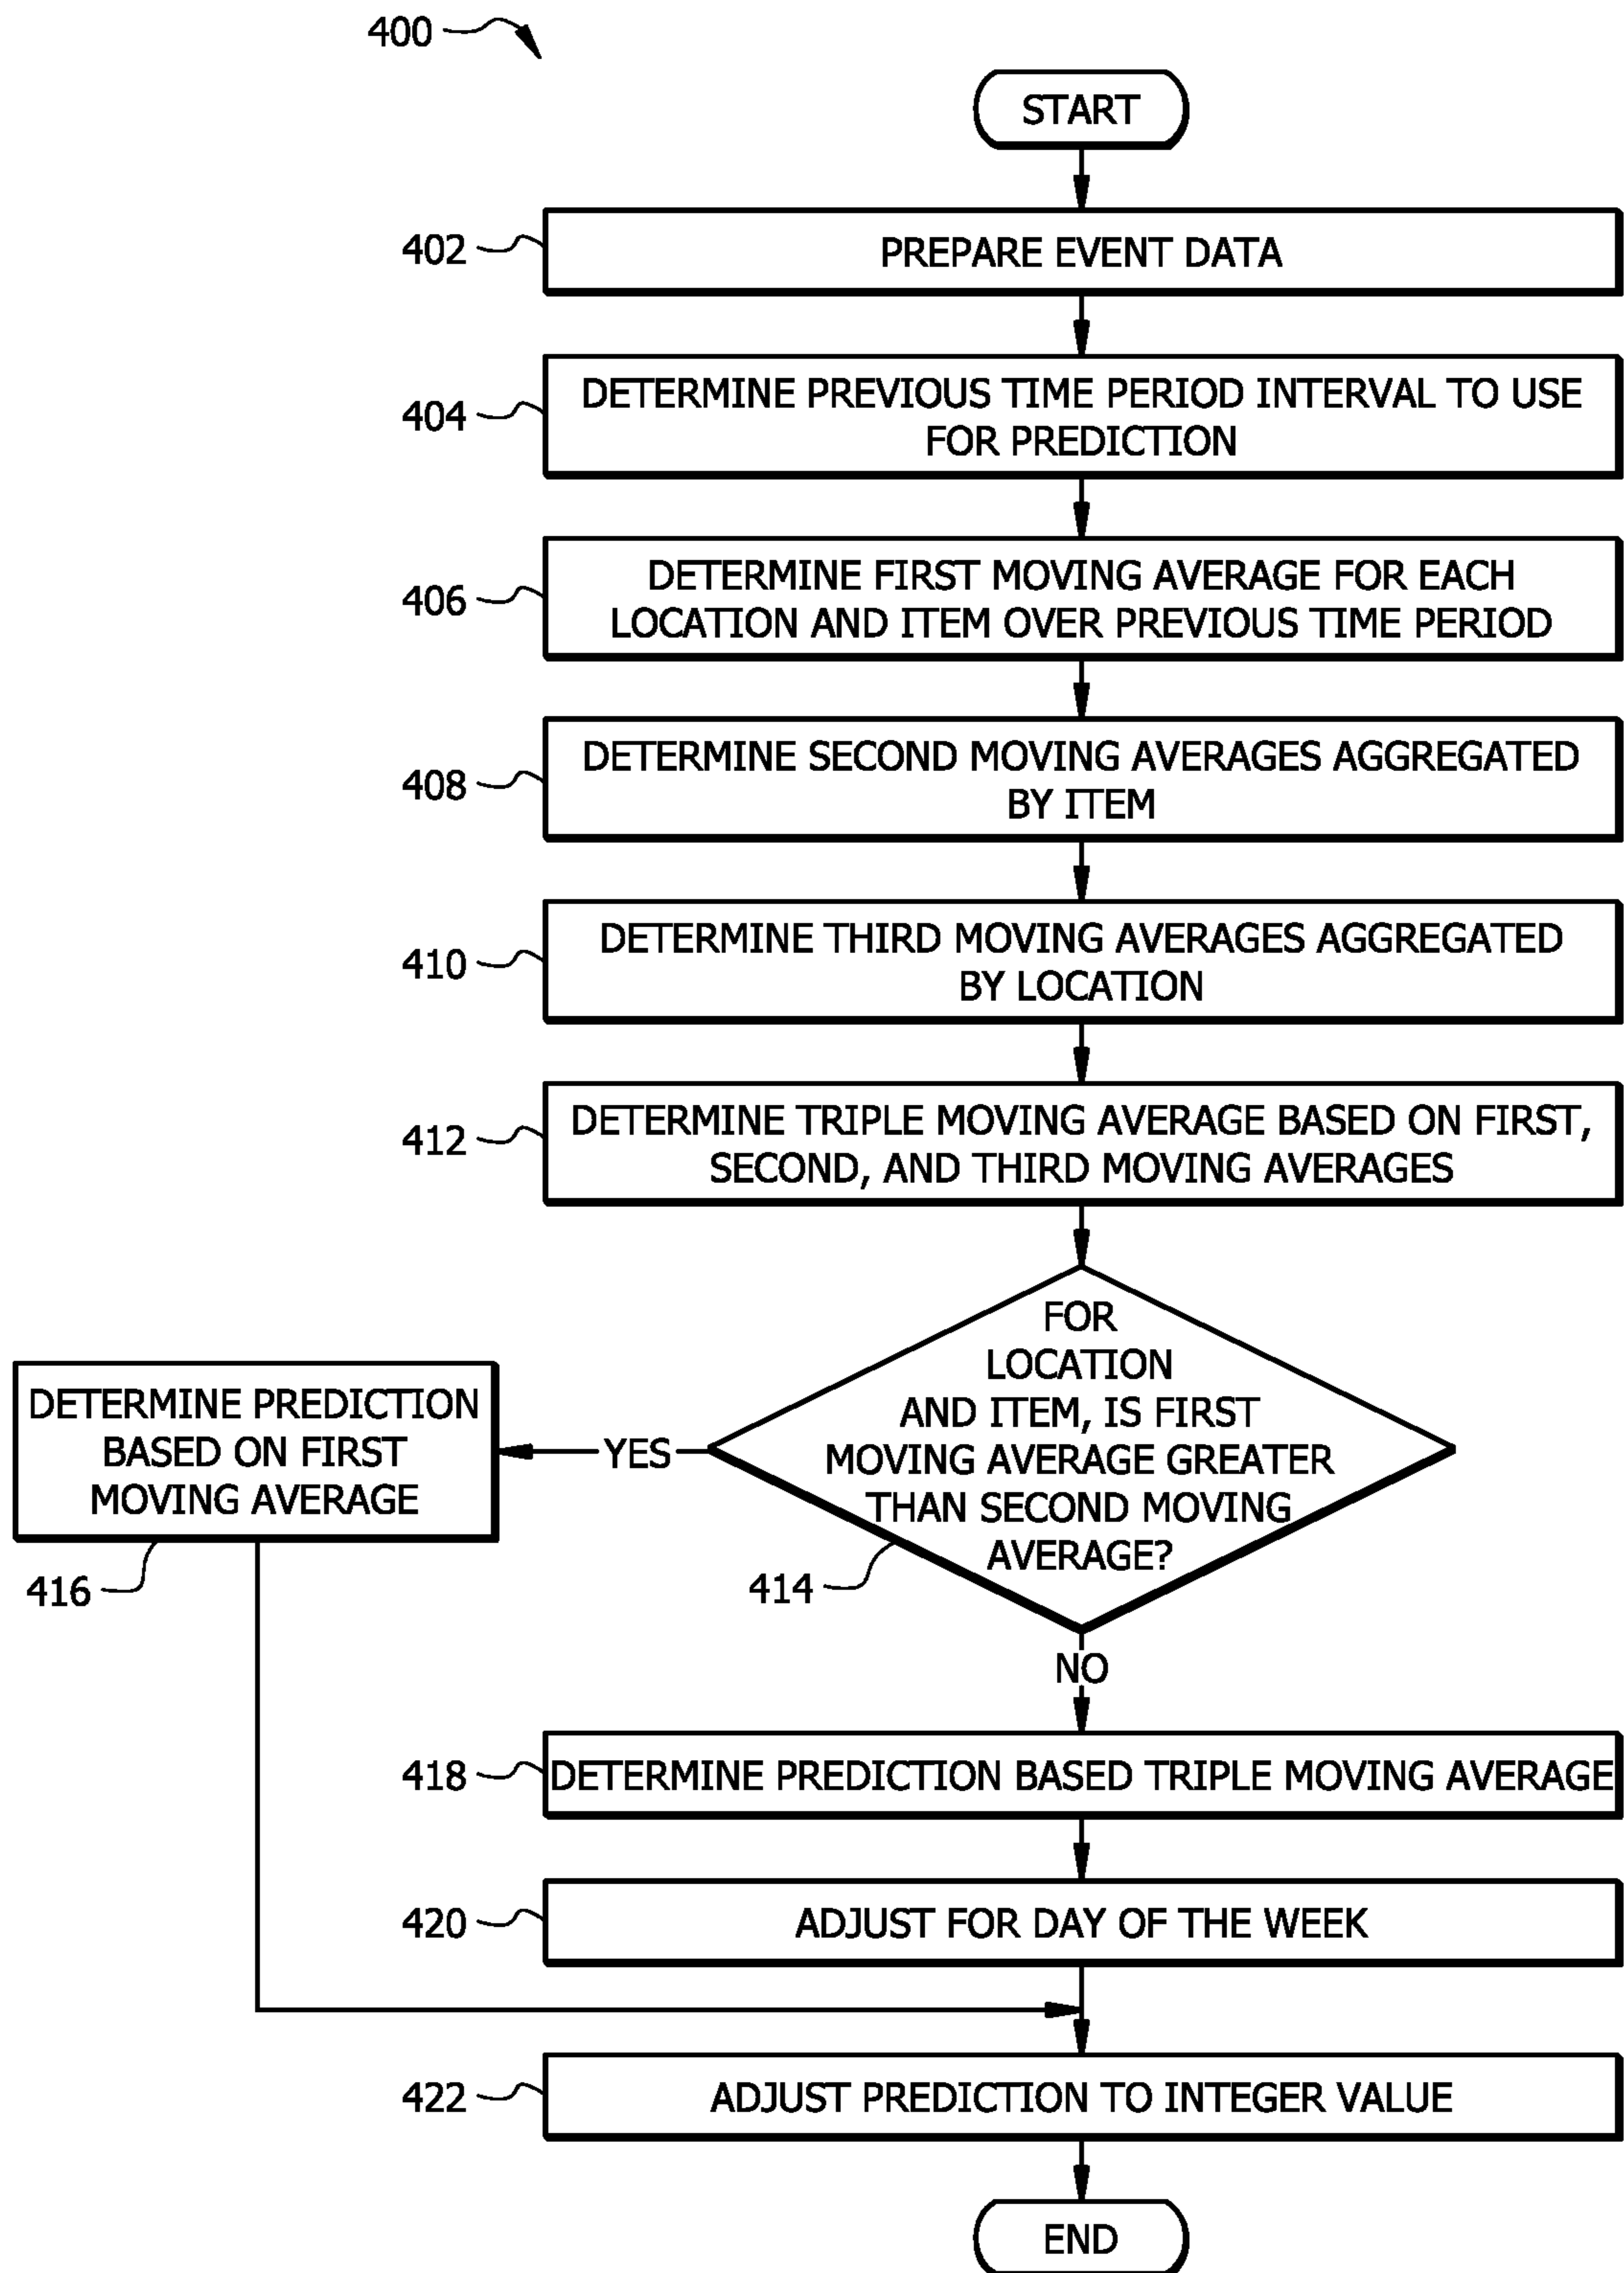 400
START
402
PREPARE EVENT DATA
404
DETERMINE PREVIOUS TIME PERIOD INTERVAL TO USE
FOR PREDICTION
406
DETERMINE FIRST MOVING AVERAGE FOR EACH
LOCATION AND ITEM OVER PREVIOUS TIME PERIOD
408
DETERMINE SECOND MOVING AVERAGES AGGREGATED
BY ITEM
410
DETERMINE THIRD MOVING AVERAGES AGGREGATED
BY LOCATION
412
DETERMINE TRIPLE MOVING AVERAGE BASED ON FIRST,
SECOND, AND THIRD MOVING AVERAGES
FOR
LOCATION
AND ITEM, IS FIRST
MOVING AVERAGE GREATER
THAN SECOND MOVING
AVERAGE?
414
YES
DETERMINE PREDICTION
BASED ON FIRST
MOVING AVERAGE
416
NO
418
DETERMINE PREDICTION BASED TRIPLE MOVING AVERAGE
420
ADJUST FOR DAY OF THE WEEK
422
ADJUST PREDICTION TO INTEGER VALUE
END